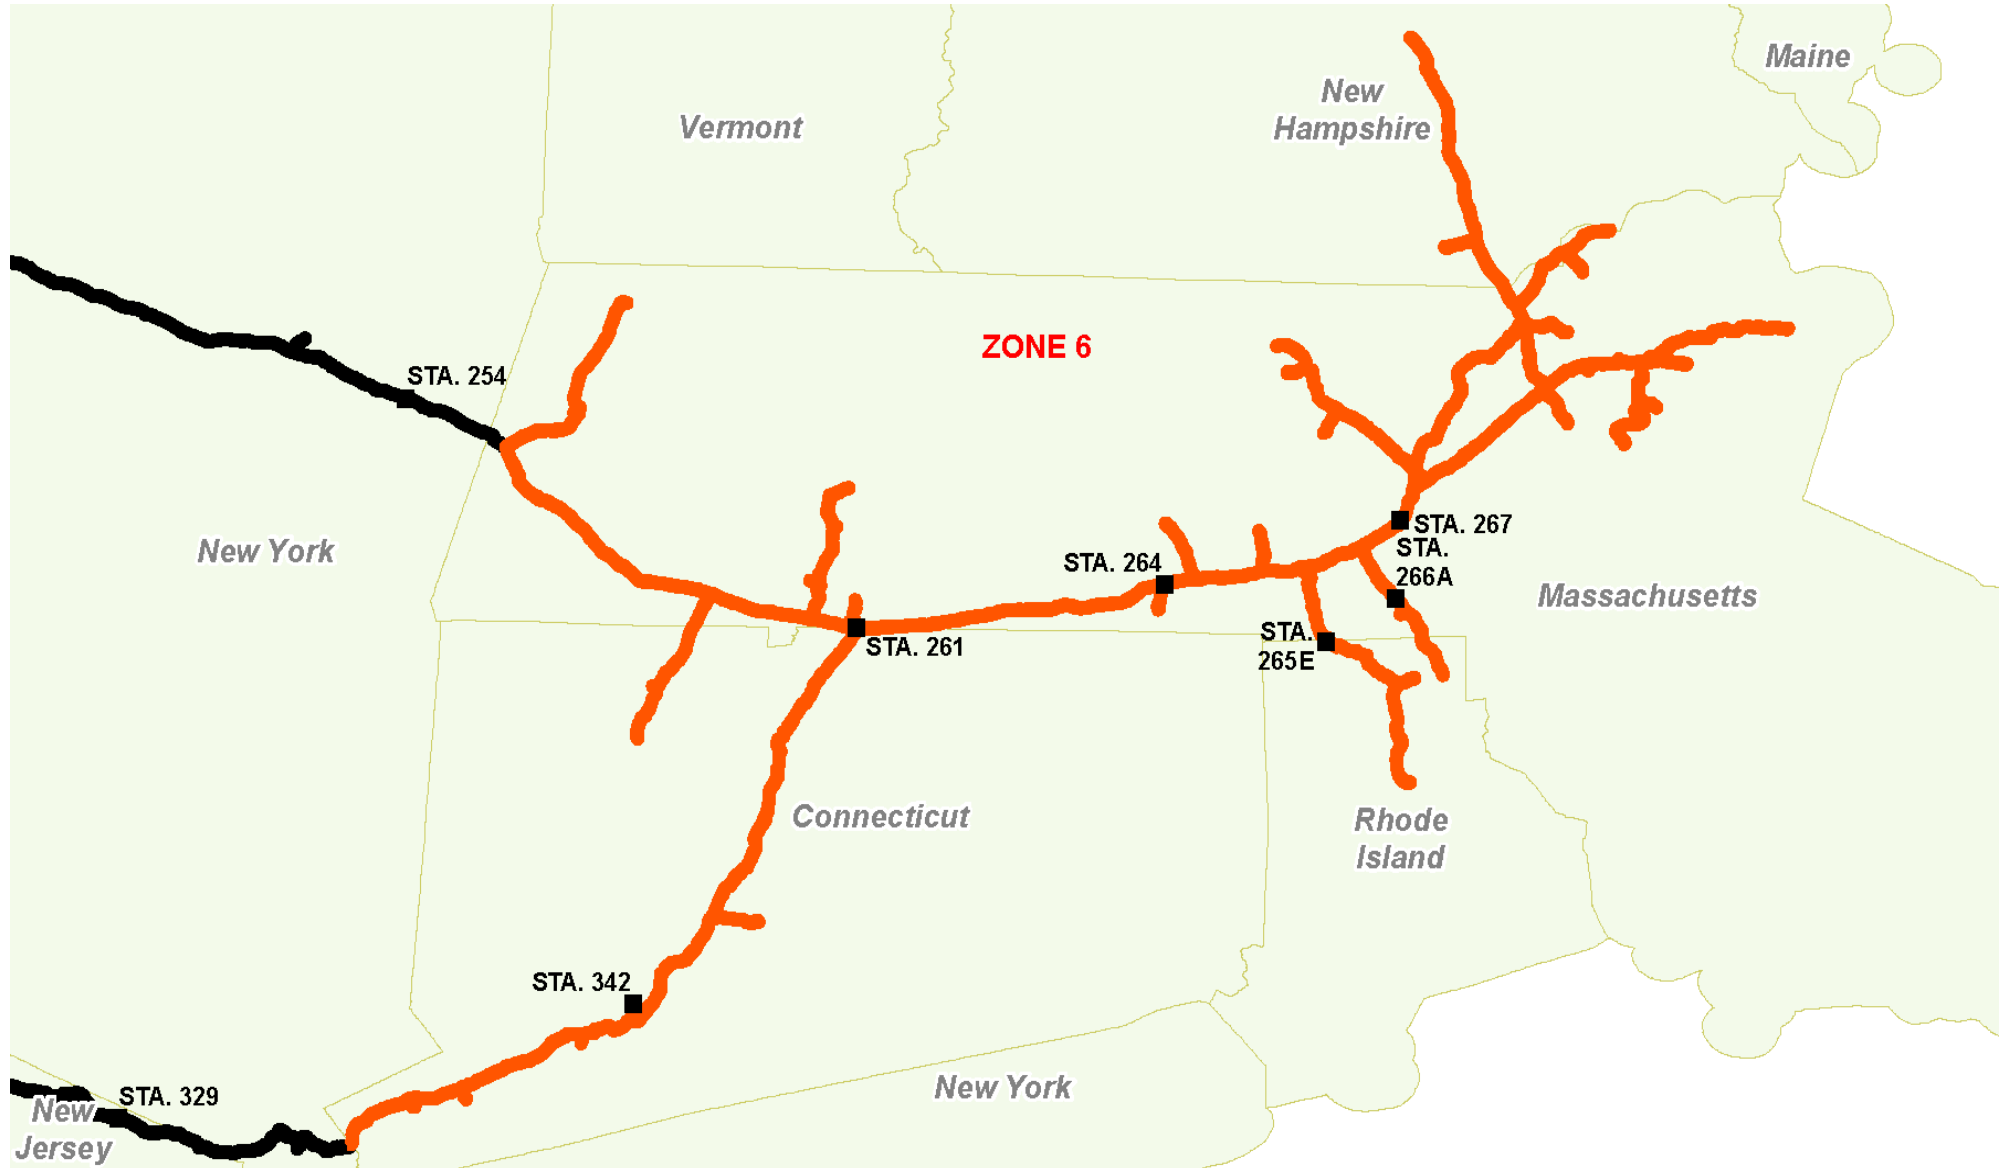 Maine
New
Hampshire
Vermont
ZONE 6
STA. 254
STA. 267
New York
STA.
266A
STA. 264
Massachusetts
STA.
265E
STA. 261
Connecticut
Rhode
Island
STA. 342
New York
STA. 329
New
Jersey